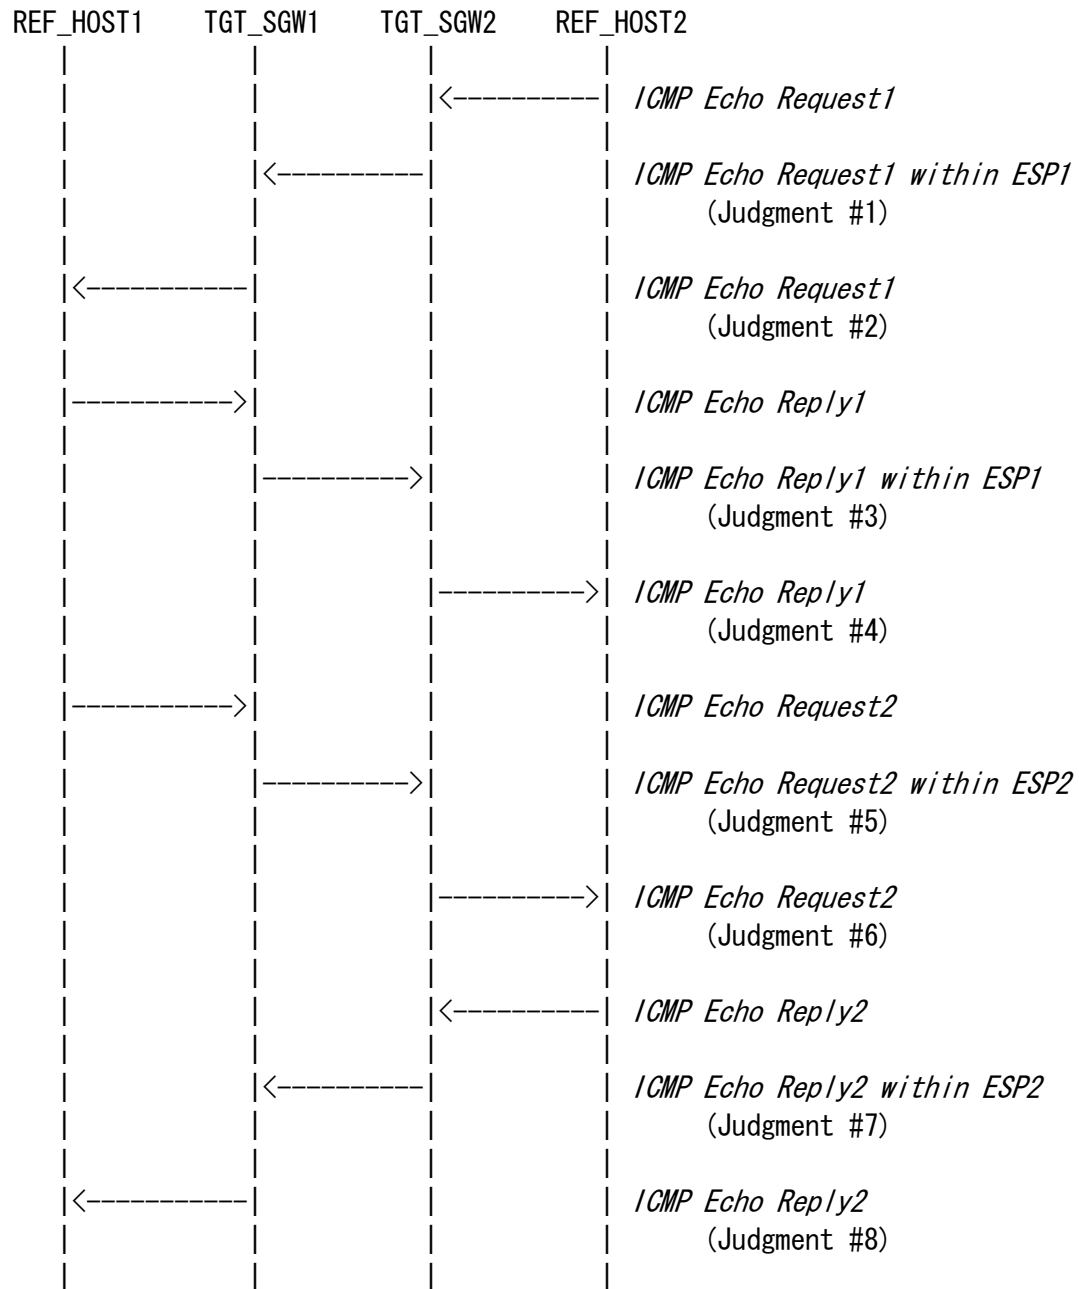 REF_HOST1 TGT_SGW1 TGT_SGW2 REF_HOST2
ICMP Echo Request1
ICMP Echo Request1 within ESP1
(Judgment #1)
ICMP Echo Request1
(Judgment #2)
ICMP Echo Reply1
ICMP Echo Reply1 within ESP1
(Judgment #3)
ICMP Echo Reply1
(Judgment #4)
ICMP Echo Request2
ICMP Echo Request2 within ESP2
(Judgment #5)
ICMP Echo Request2
(Judgment #6)
ICMP Echo Reply2
ICMP Echo Reply2 within ESP2
(Judgment #7)
ICMP Echo Reply2
(Judgment #8)